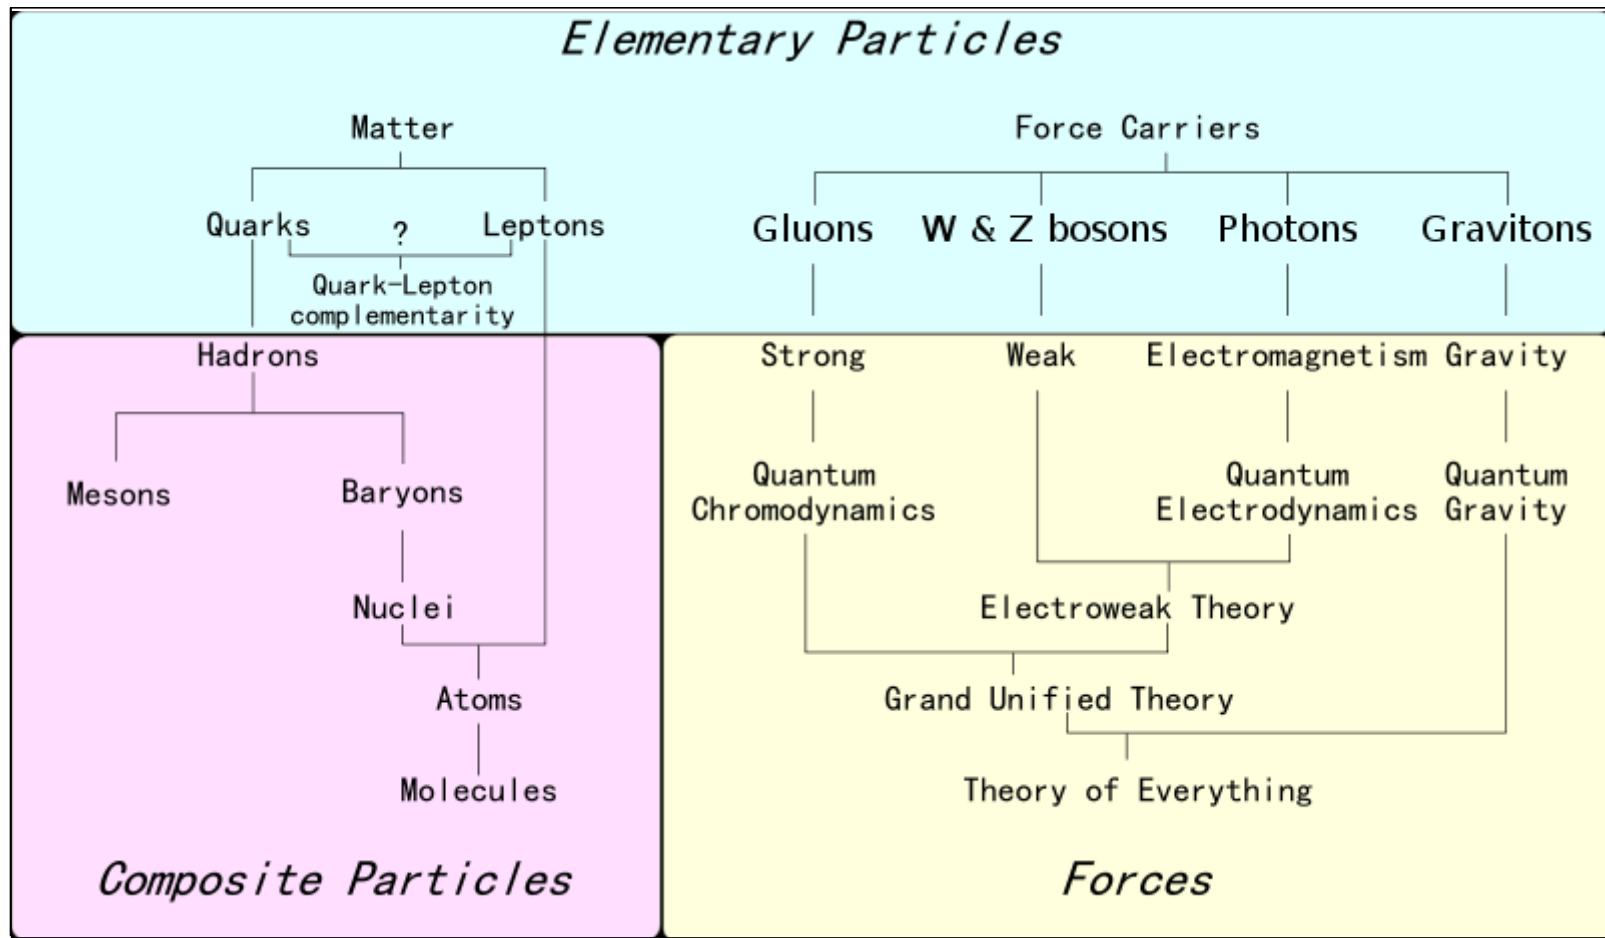 Elementary Particles
Matter
Force Carriers
Quarks
?
Leptons
Gluons
W & Z bosons
Photons
Gravitons
Quark-Lepton
complementarity
Hadrons
Strong
Weak
Electromagnetism
Gravity
Mesons
Baryons
Quantum
Chromodynamics
Quantum
Electrodynamics
Quantum
Gravity
Nuclei
Electroweak Theory
Atoms
Grand Unified Theory
Molecules
Theory of Everything
Composite Particles
Forces